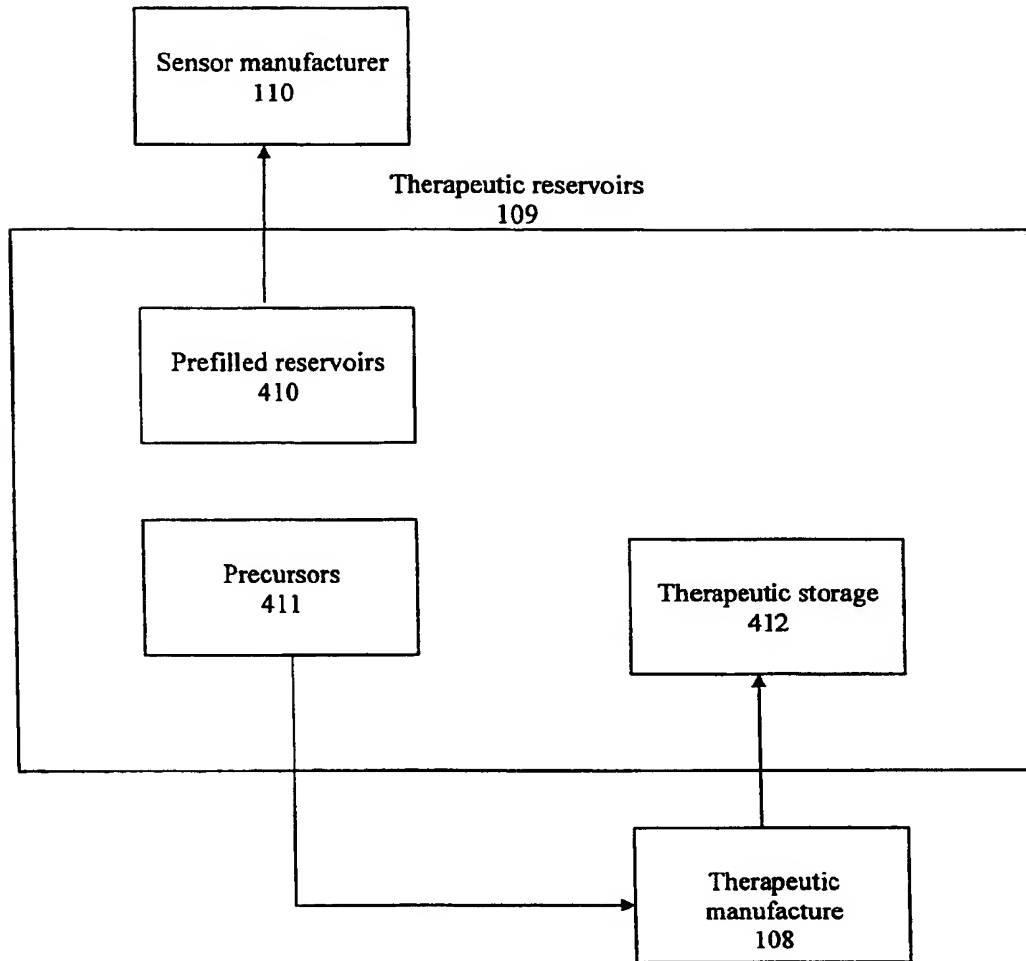 Sensor manufacturer
110
Therapeutic reservoirs
109
Prefilled reservoirs
410
Precursors
411
Therapeutic storage
412
Therapeutic
manufacture
108